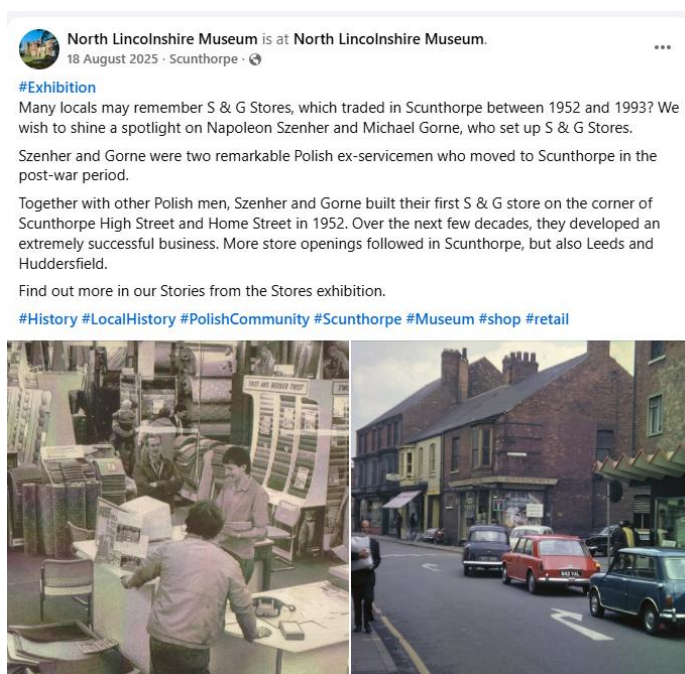 North Lincolnshire Museum is at North Lincolnshire Museum.
18 August 2025 · Scunthorpe ·
#Exhibition
Many locals may remember S & G Stores, which traded in Scunthorpe between 1952 and 1993? We
wish to shine a spotlight on Napoleon Szenher and Michael Gorne, who set up S & G Stores.
Szenher and Gorne were two remarkable Polish ex-servicemen who moved to Scunthorpe in the
post-war period.
Together with other Polish men, Szenher and Gorne built their first S & G store on the corner of
Scunthorpe High Street and Home Street in 1952. Over the next few decades, they developed an
extremely successful business. More store openings followed in Scunthorpe, but also Leeds and
Huddersfield.
Find out more in our Stories from the Stores exhibition.
#History #LocalHistory #PolishCommunity #Scunthorpe #Museum #shop #retail
TWIST AND BERBER TWIST